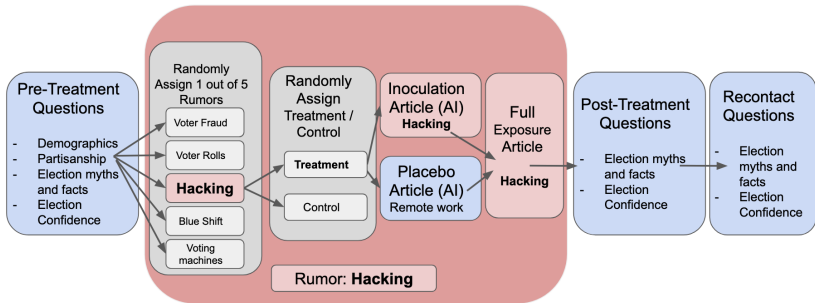 Pre-Treatment
Questions
- Demographics
- Partisanship
- Election myths
and facts
- Election
Confidence
Randomly
Assign 1 out of 5
Rumors
Voter Fraud
Voter Rolls
Hacking
Blue Shift
Voting
machines
Randomly
Assign
Treatment /
Control
Treatment
Control
Inoculation
Article (AI)
Hacking
Placebo
Article (AI)
Remote work
Full
Exposure
Article
Hacking
Rumor: Hacking
Post-Treatment
Questions
- Election myths
and facts
- Election
Confidence
Recontact
Questions
- Election
myths and
facts
- Election
Confidence